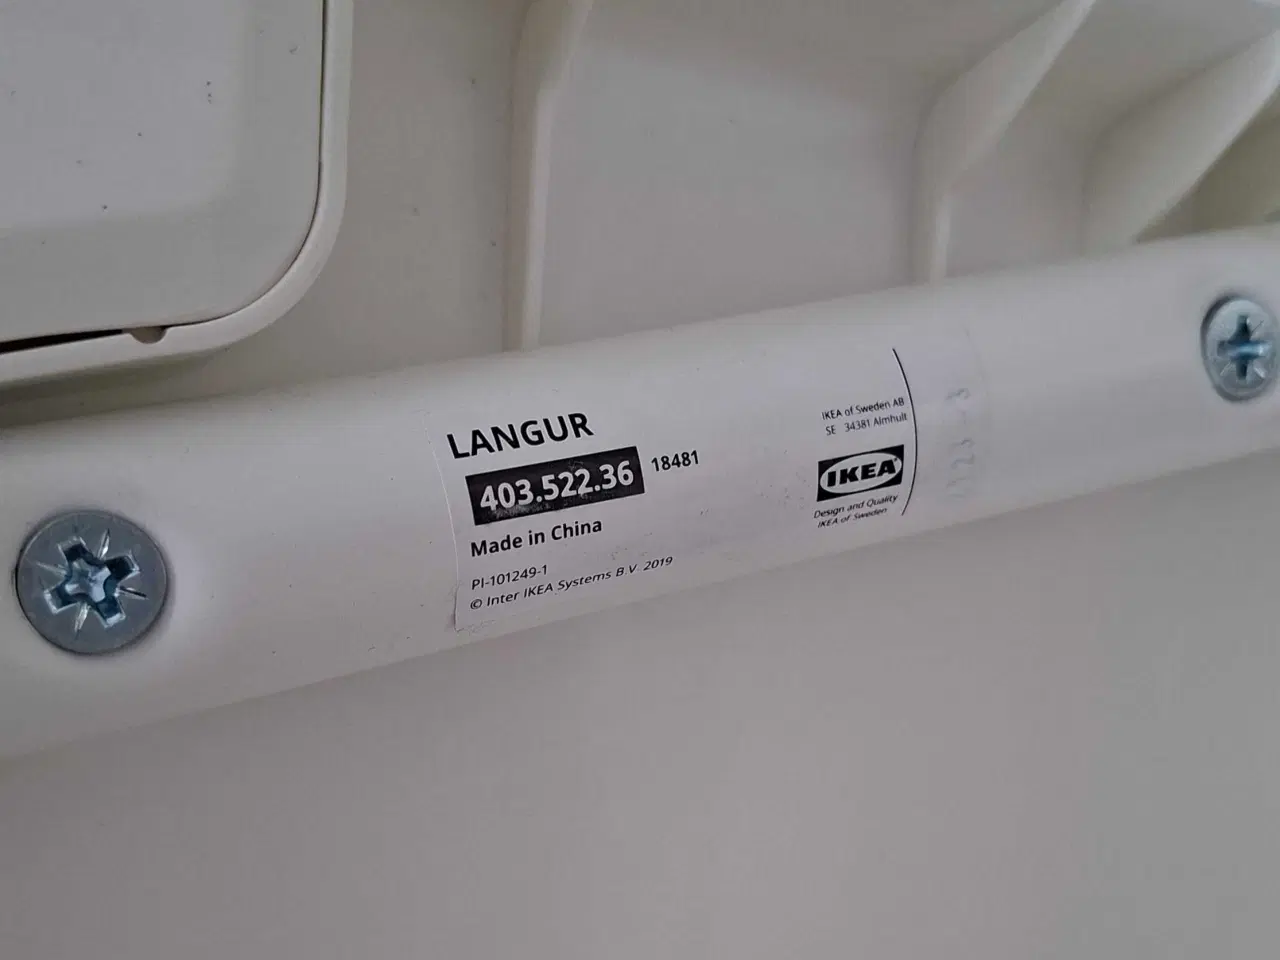 LANGUR
403.522.36 18481
Made in China
PI-101249-1
© Inter IKEA Systems B.V. 2019
IKEA of Sweden AB
SE 34381 Älmhult
IKEA
Design and Quality
IKEA of Sweden